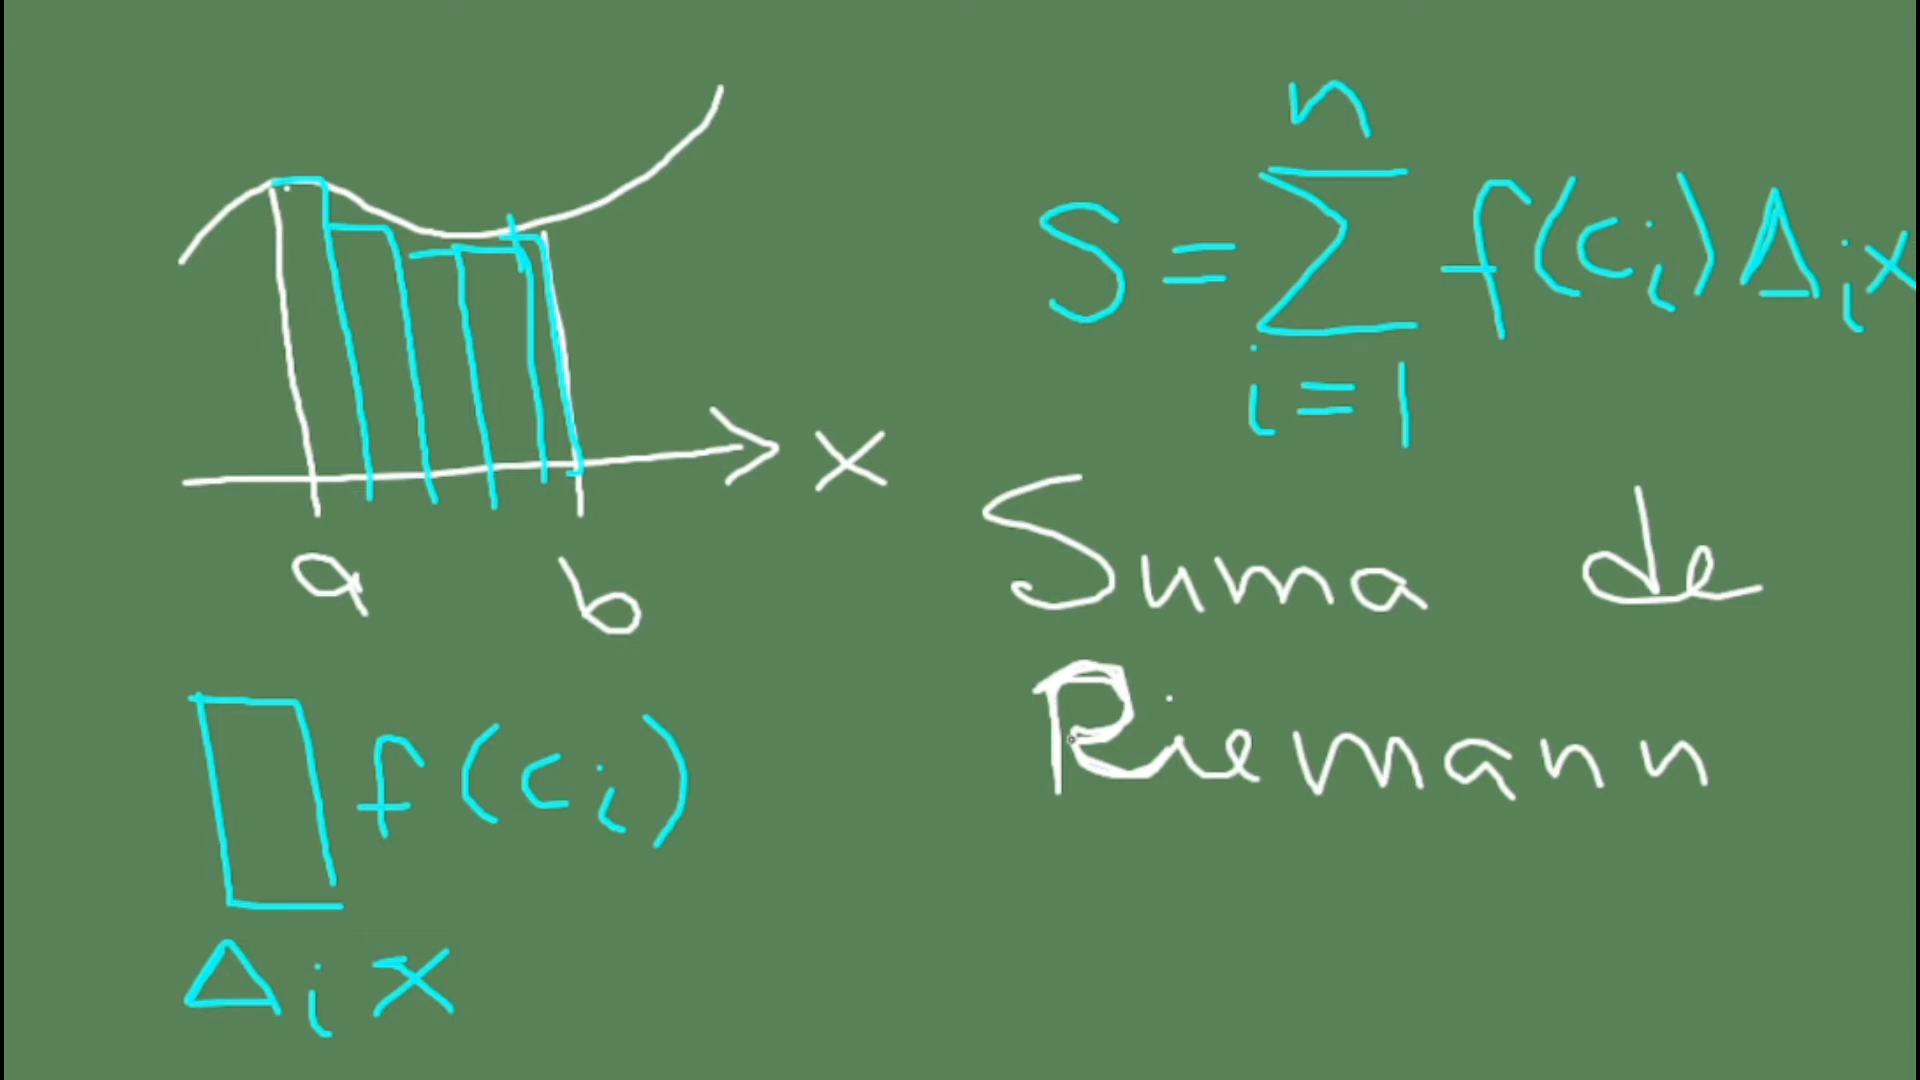 S = n∑i=1 f(ci) Δix
x
a b
Suma de
Riemann
f(ci)
Δix